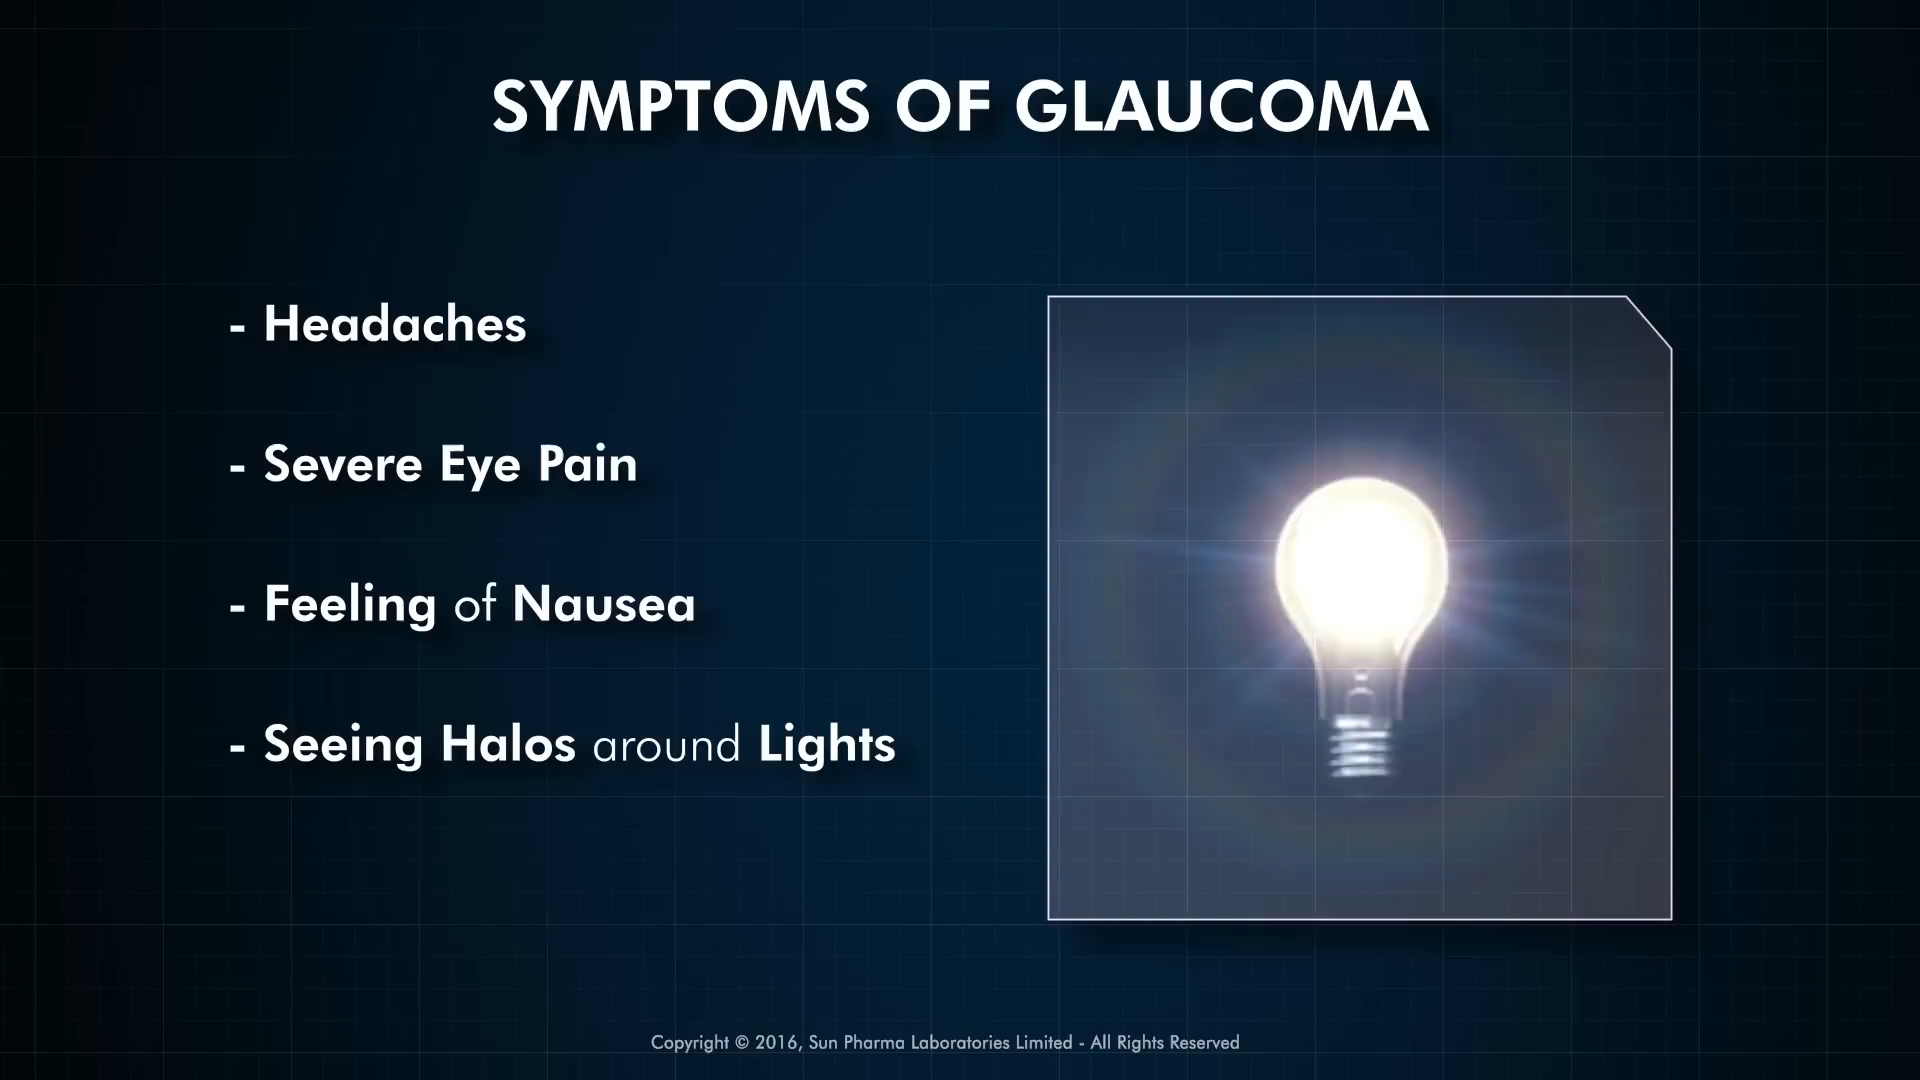 SYMPTOMS OF GLAUCOMA
- Headaches
- Severe Eye Pain
- Feeling of Nausea
- Seeing Halos around Lights
Copyright © 2016, Sun Pharma Laboratories Limited - All Rights Reserved